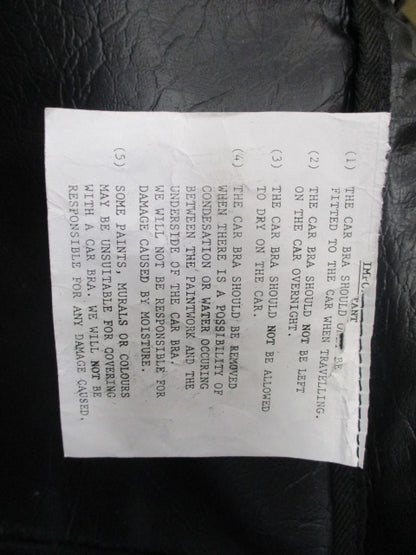 (1) THE CAR BRA SHOULD BE
FITTED TO THE CAR WHEN TRAVELLING.
(2) THE CAR BRA SHOULD NOT BE LEFT
ON THE CAR OVERNIGHT.
(3) THE CAR BRA SHOULD NOT BE ALLOWED
TO DRY ON THE CAR.
(4) THE CAR BRA SHOULD BE REMOVED
WHEN THERE IS A POSSIBILITY OF
CONDESATION OR WATER OCCURING
BETWEEN THE PAINTWORK AND THE
UNDERSIDE OF THE CAR BRA.
WE WILL NOT BE RESPONSIBLE FOR
DAMAGE CAUSED BY MOISTURE.
(5) SOME PAINTS, MURALS OR COLOURS
MAY BE UNSUITABLE FOR COVERING
WITH A CAR BRA. WE WILL NOT BE
RESPONSIBLE FOR ANY DAMAGE CAUSED.